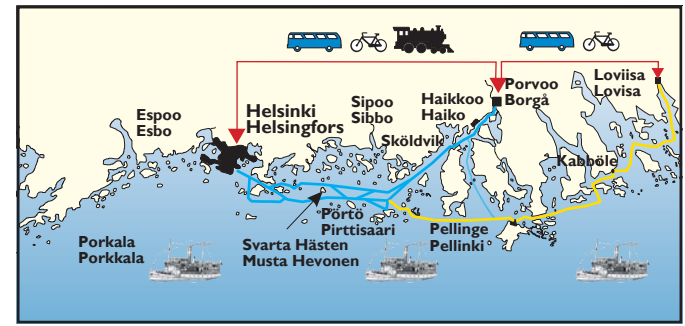 Loviisa
Lovisa
Porvoo
Borgå
Haikkoo
Haiko
Sipoo
Sibbo
Espoo
Esbo
Helsinki
Helsingfors
Sköldvik
Kabböle
Pörtö
Pirttisaari
Pellinge
Pellinki
Svarta Hästen
Musta Hevonen
Porkala
Porkkala